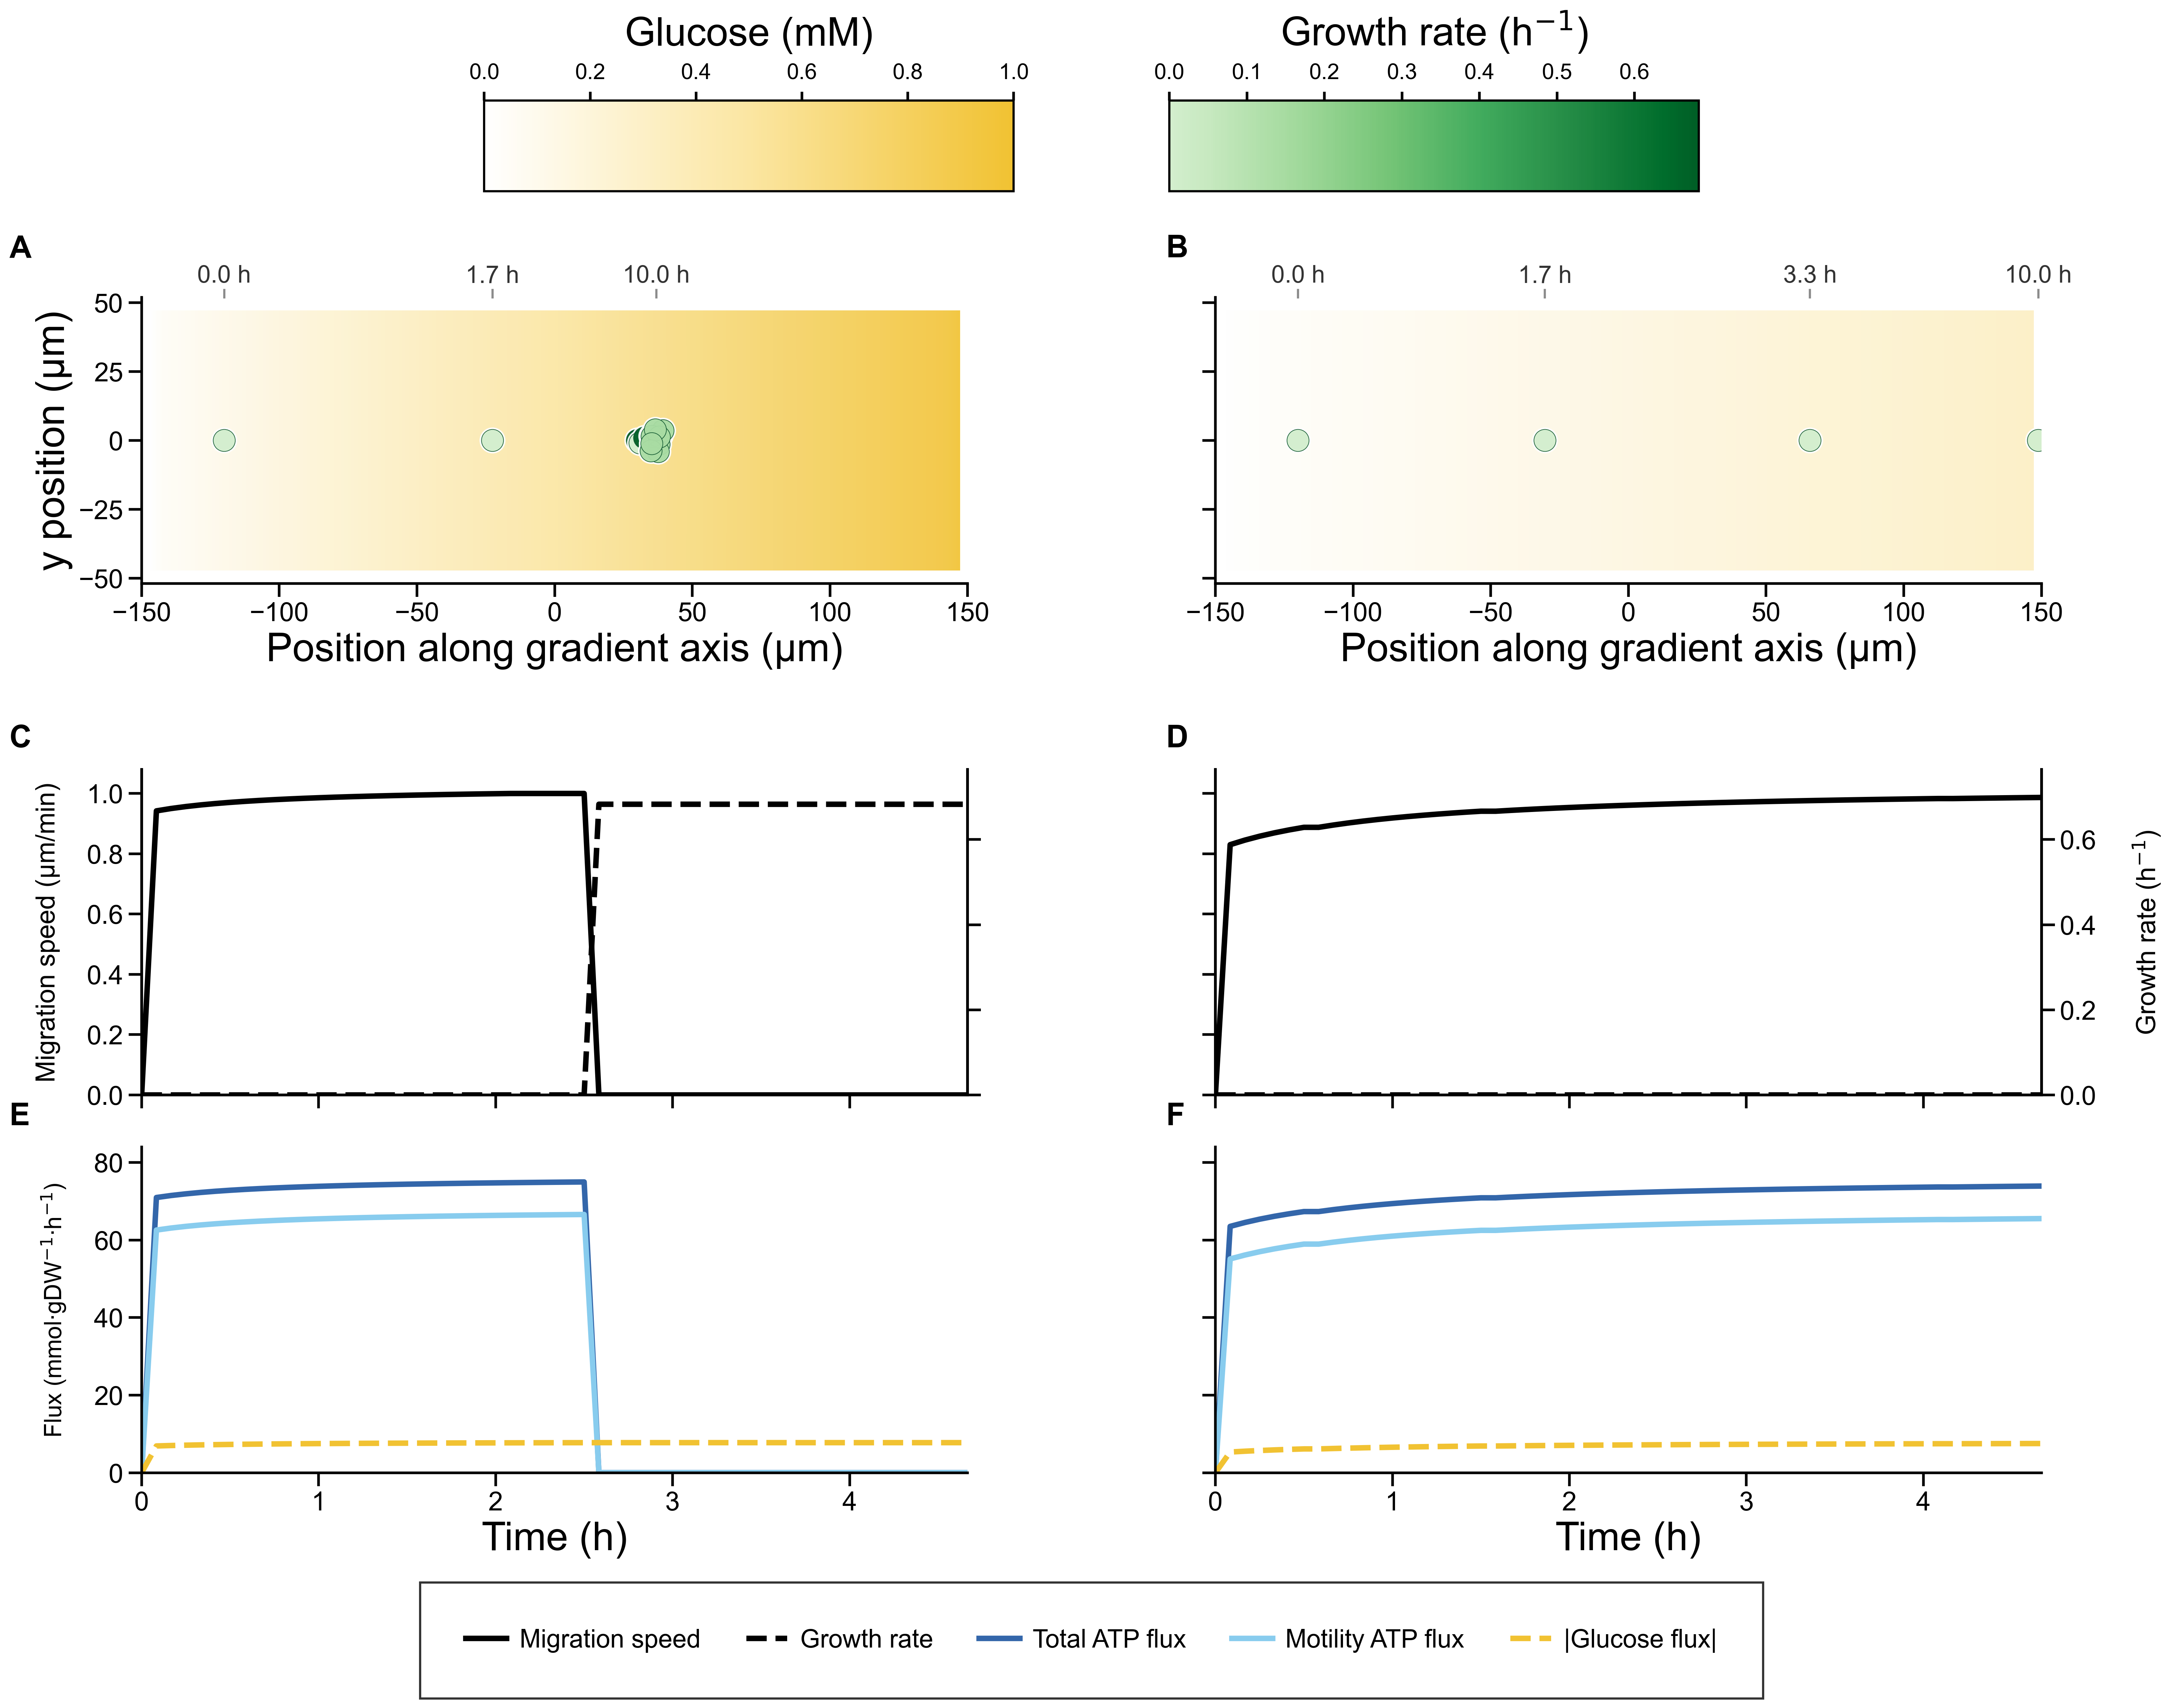 Glucose (mM)
0.0 0.2 0.4 0.6 0.8 1.0
Growth rate (h⁻¹)
0.0 0.1 0.2 0.3 0.4 0.5 0.6
A
0.0 h 1.7 h 10.0 h
50
25
0
−25
−50
y position (µm)
−150 −100 −50 0 50 100 150
Position along gradient axis (µm)
B
0.0 h 1.7 h 3.3 h 10.0 h
−150 −100 −50 0 50 100 150
Position along gradient axis (µm)
C
1.0
0.8
0.6
0.4
0.2
0.0
Migration speed (µm/min)
D
0.6
0.4
0.2
0.0
Growth rate (h⁻¹)
E
80
60
40
20
0
Flux (mmol·gDW⁻¹·h⁻¹)
0 1 2 3 4
Time (h)
F
0 1 2 3 4
Time (h)
Migration speed
Growth rate
Total ATP flux
Motility ATP flux
|Glucose flux|